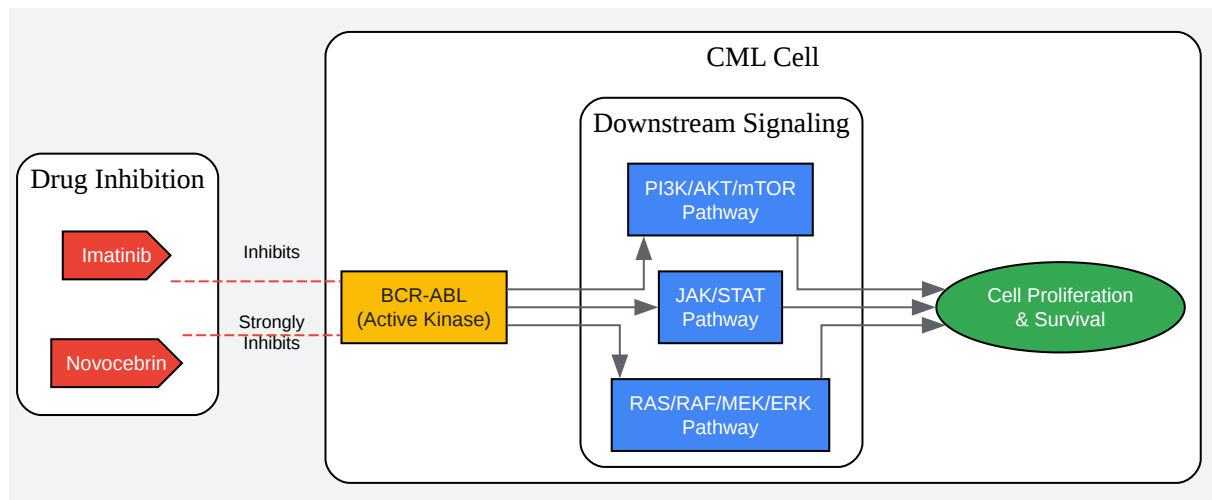 CML Cell
Downstream Signaling
Drug Inhibition
PI3K/AKT/mTOR
Pathway
Imatinib
Inhibits
BCR-ABL
(Active Kinase)
JAK/STAT
Pathway
Cell Proliferation
& Survival
Strongly
Inhibits
Novocebrin
RAS/RAF/MEK/ERK
Pathway